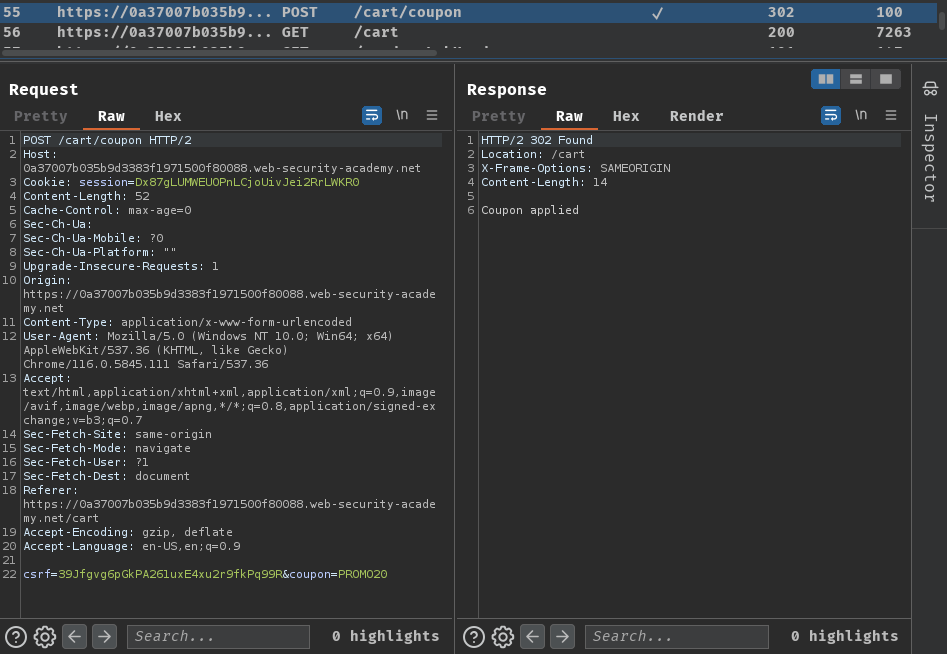 55 https://0a37007b035b9... POST /cart/coupon ✓ 302 100
56 https://0a37007b035b9... GET /cart 200 7263
Request
Pretty Raw Hex \n
1 POST /cart/coupon HTTP/2
2 Host:
0a37007b035b9d3383f1971500f80088.web-security-academy.net
3 Cookie: session=Dx87gLUMWEUOPnLCjoUivJei2RrLWKR0
4 Content-Length: 52
5 Cache-Control: max-age=0
6 Sec-Ch-Ua:
7 Sec-Ch-Ua-Mobile: ?0
8 Sec-Ch-Ua-Platform: ""
9 Upgrade-Insecure-Requests: 1
10 Origin:
https://0a37007b035b9d3383f1971500f80088.web-security-acade
my.net
11 Content-Type: application/x-www-form-urlencoded
12 User-Agent: Mozilla/5.0 (Windows NT 10.0; Win64; x64)
AppleWebKit/537.36 (KHTML, like Gecko)
Chrome/116.0.5845.111 Safari/537.36
13 Accept:
text/html,application/xhtml+xml,application/xml;q=0.9,image
/avif,image/webp,image/apng,*/*;q=0.8,application/signed-ex
change;v=b3;q=0.7
14 Sec-Fetch-Site: same-origin
15 Sec-Fetch-Mode: navigate
16 Sec-Fetch-User: ?1
17 Sec-Fetch-Dest: document
18 Referer:
https://0a37007b035b9d3383f1971500f80088.web-security-acade
my.net/cart
19 Accept-Encoding: gzip, deflate
20 Accept-Language: en-US,en;q=0.9
21
22 csrf=39Jfgvg6pGkPA261uxE4xu2r9fkPq99R&coupon=PROMO20
Search... 0 highlights
Response
Pretty Raw Hex Render \n
1 HTTP/2 302 Found
2 Location: /cart
3 X-Frame-Options: SAMEORIGIN
4 Content-Length: 14
5
6 Coupon applied
Search... 0 highlights
Inspector